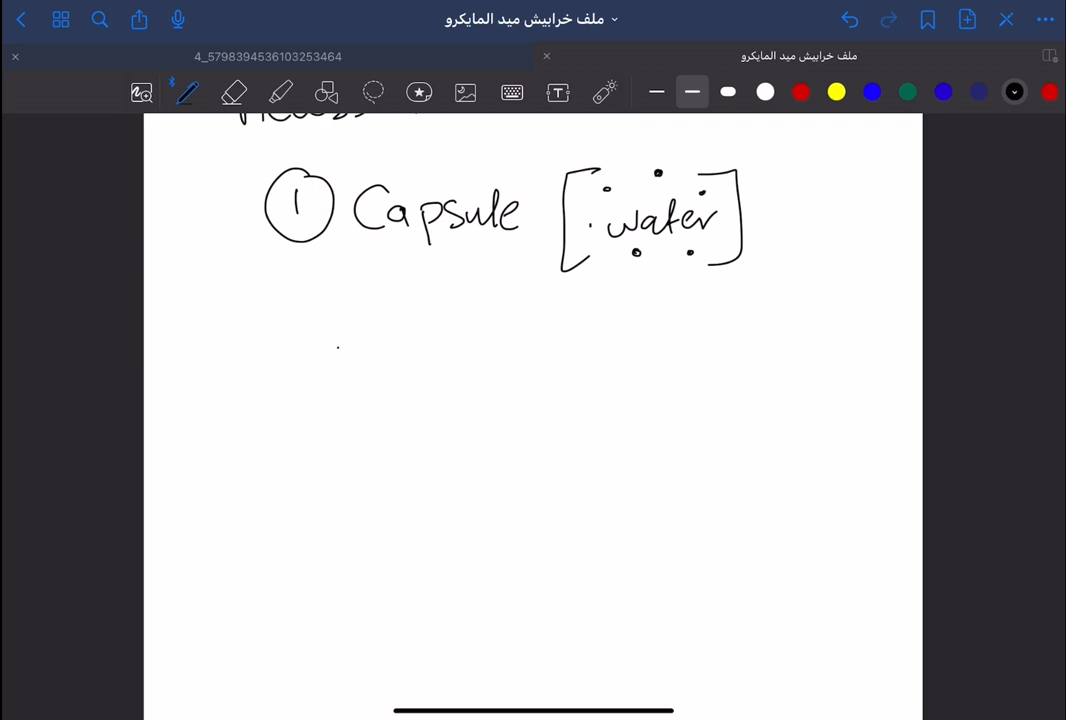 ملف خرابيش ميد المايكرو
4_5798394536103253464
ملف خرابيش ميد المايكرو
1 Capsule [water]